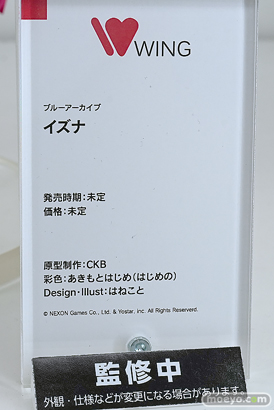 WING
ブルーアーカイブ
イズナ
発売時期：未定
価格：未定
原型制作：CKB
彩色：あきもとはじめ（はじめの）
Design・Illust：はねこと
© NEXON Games Co., Ltd. & Yostar, Inc. All Rights Reserverd.
監修中
外観・仕様などが変更になる場合があります。
moeyo.com